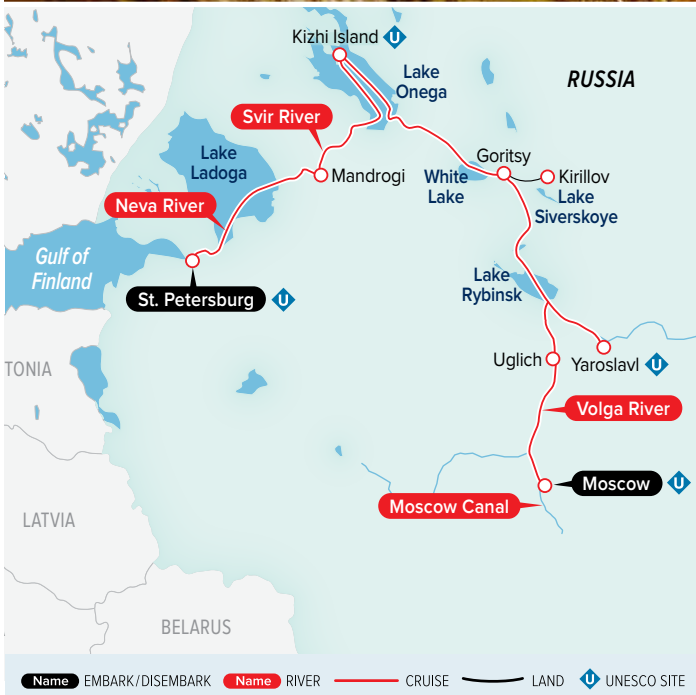 Kizhi Island U
RUSSIA
Lake
Onega
Svir River
Lake
Ladoga
Goritsy
Mandrogi
White
Lake
Kirillov
Lake
Siverskoye
Neva River
Gulf of
Finland
Lake
Rybinsk
St. Petersburg U
TONIA
Uglich
Yaroslavl U
Volga River
Moscow U
Moscow Canal
LATVIA
BELARUS
Name EMBARK/DISEMBARK Name RIVER CRUISE LAND U UNESCO SITE